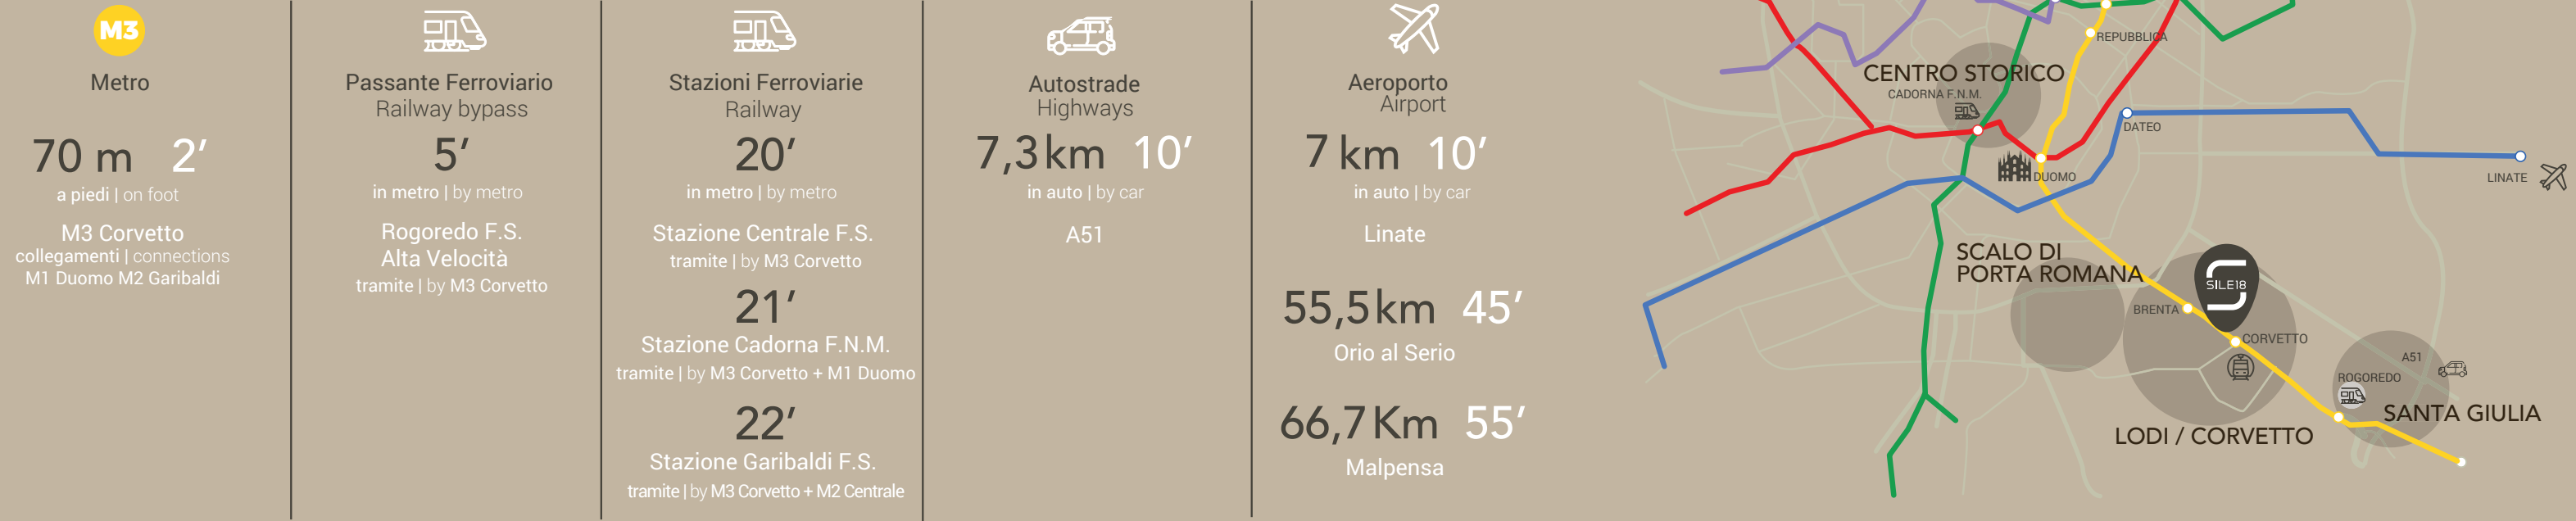 M3
Metro
70 m 2’
a piedi | on foot
M3 Corvetto
collegamenti | connections
M1 Duomo M2 Garibaldi
Passante Ferroviario
Railway bypass
5’
in metro | by metro
Rogoredo F.S.
Alta Velocità
tramite | by M3 Corvetto
Stazioni Ferroviarie
Railway
20’
in metro | by metro
Stazione Centrale F.S.
tramite | by M3 Corvetto
21’
Stazione Cadorna F.N.M.
tramite | by M3 Corvetto + M1 Duomo
22’
Stazione Garibaldi F.S.
tramite | by M3 Corvetto + M2 Centrale
Autostrade
Highways
7,3 km 10’
in auto | by car
A51
Aeroporto
Airport
7 km 10’
in auto | by car
Linate
55,5 km 45’
Orio al Serio
66,7 Km 55’
Malpensa
REPUBBLICA
CENTRO STORICO
CADORNA F.N.M.
DATEO
DUOMO
LINATE
SCALO DI
PORTA ROMANA
SILE18
BRENTA
CORVETTO
A51
ROGOREDO
SANTA GIULIA
LODI / CORVETTO